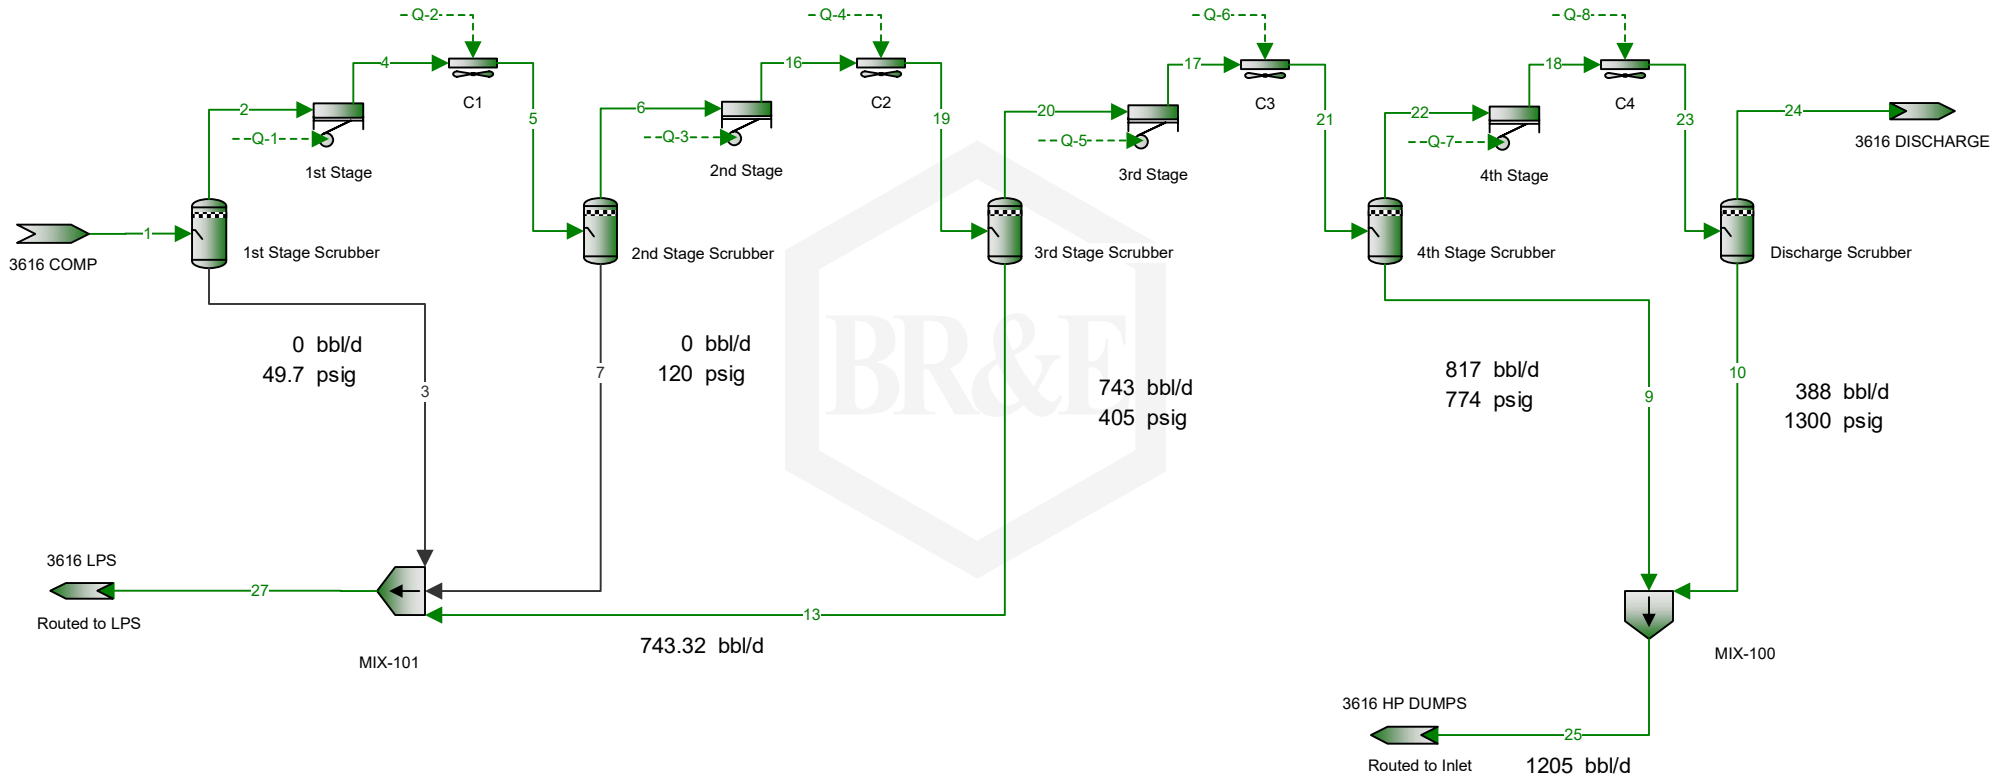 Q-2
Q-4
Q-6
Q-8
4
16
17
18
C1
C2
C3
C4
2
6
20
22
24
5
19
21
23
Q-1
Q-3
Q-5
Q-7
3616 DISCHARGE
1st Stage
2nd Stage
3rd Stage
4th Stage
1
3616 COMP
1st Stage Scrubber
2nd Stage Scrubber
3rd Stage Scrubber
4th Stage Scrubber
Discharge Scrubber
0 bbl/d
49.7 psig
0 bbl/d
120 psig
743 bbl/d
405 psig
817 bbl/d
774 psig
388 bbl/d
1300 psig
3
7
9
10
BR&E
3616 LPS
27
Routed to LPS
13
743.32 bbl/d
MIX-101
MIX-100
3616 HP DUMPS
25
Routed to Inlet
1205 bbl/d